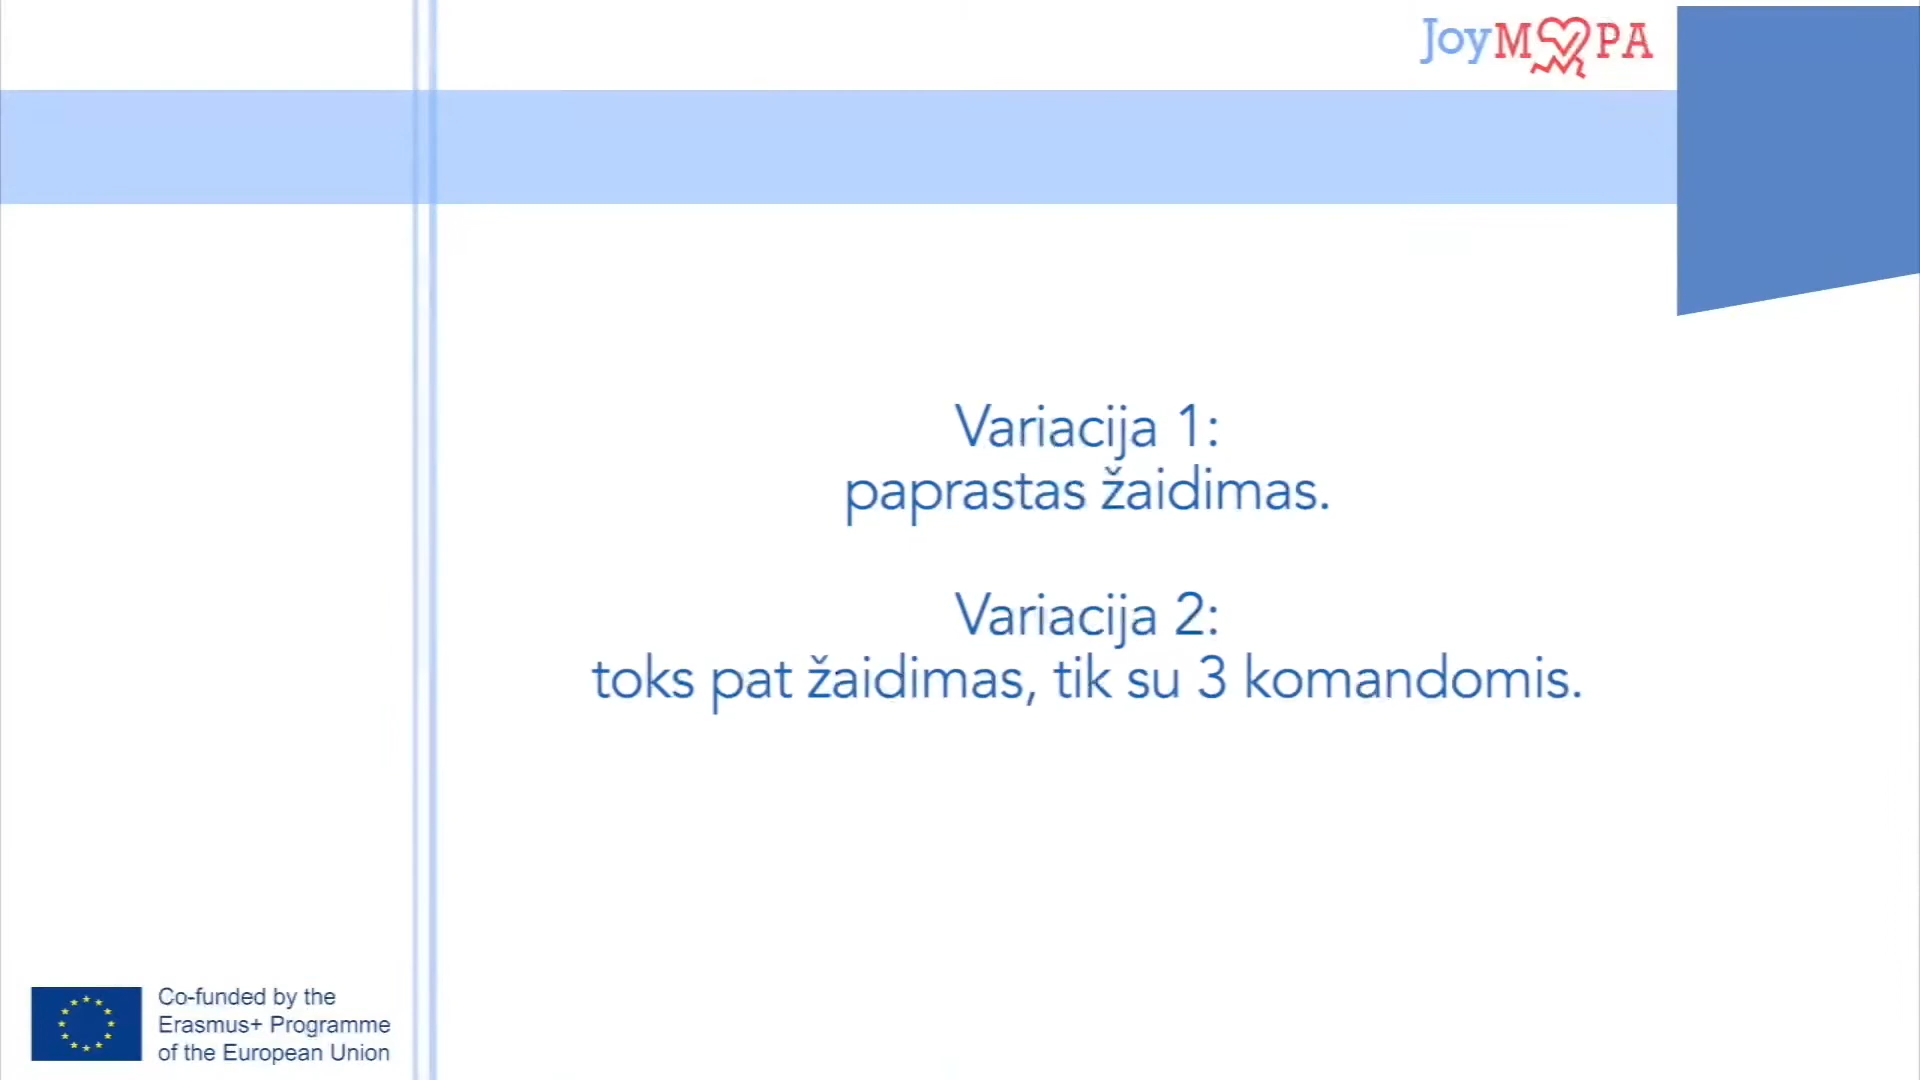 JoyMPA
Variacija 1:
paprastas žaidimas.
Variacija 2:
toks pat žaidimas, tik su 3 komandomis.
Co-funded by the
Erasmus+ Programme
of the European Union